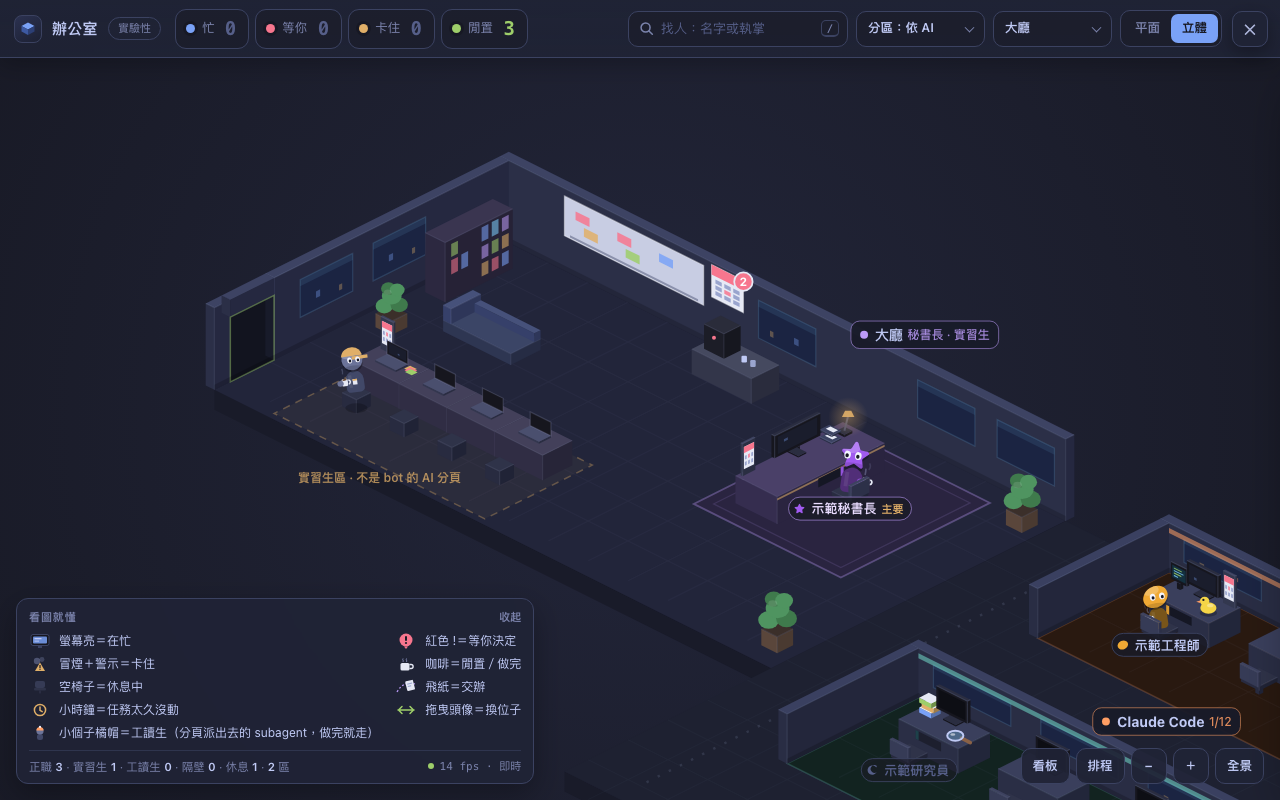 辦公室
實驗性
忙 0
等你 0
卡住 0
閒置 3
找人：名字或執掌
/
分區：依 AI
大廳
平面
立體
2
大廳 秘書長 · 實習生
實習生區 · 不是 bot 的 AI 分頁
示範秘書長 主要
示範工程師
Claude Code 1/12
示範研究員
看圖就懂
收起
螢幕亮＝在忙
紅色 !＝等你決定
冒煙＋警示＝卡住
咖啡＝閒置 / 做完
空椅子＝休息中
飛紙＝交辦
小時鐘＝任務太久沒動
拖曳頭像＝換位子
小個子橘帽＝工讀生（分頁派出去的 subagent，做完就走）
正職 3 · 實習生 1 · 工讀生 0 · 隔壁 0 · 休息 1 · 2 區
14 fps · 即時
看板
排程
−
+
全景